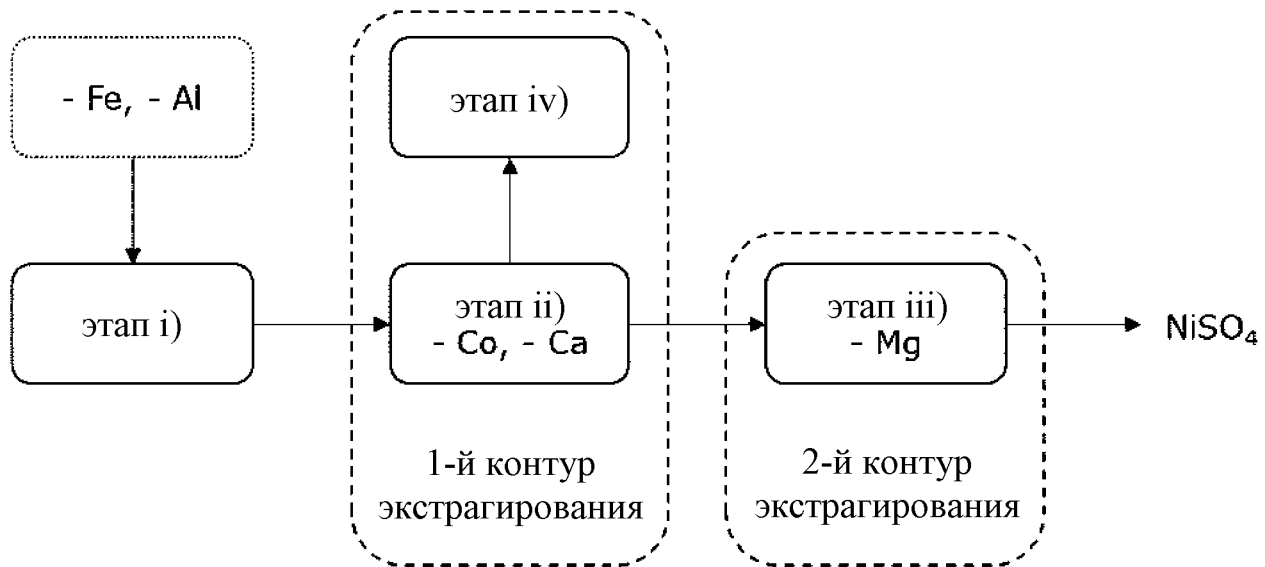 - Fe, - Al
этап iv)
этап i)
этап ii)
- Co, - Ca
этап iii)
- Mg
NiSO₄
1-й контур
экстрагирования
2-й контур
экстрагирования